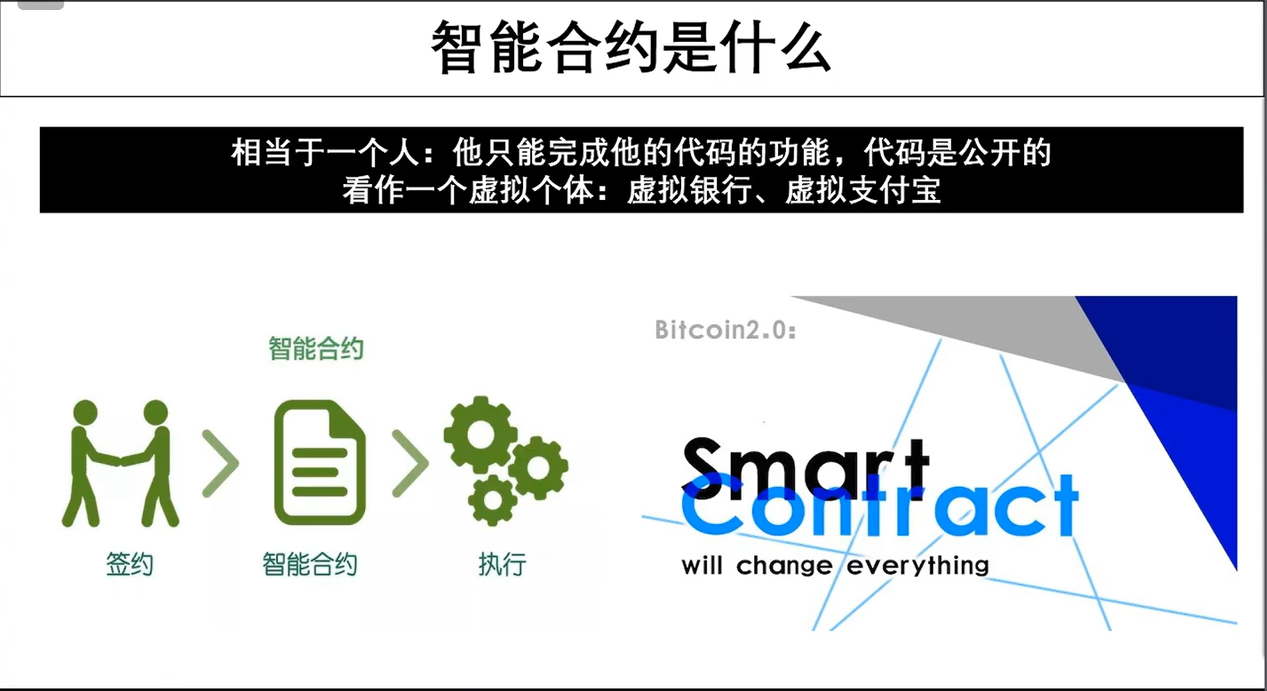 智能合约是什么
相当于一个人：他只能完成他的代码的功能，代码是公开的
看作一个虚拟个体：虚拟银行、虚拟支付宝
智能合约
签约
智能合约
执行
Bitcoin2.0:
Smart
Contract
will change everything